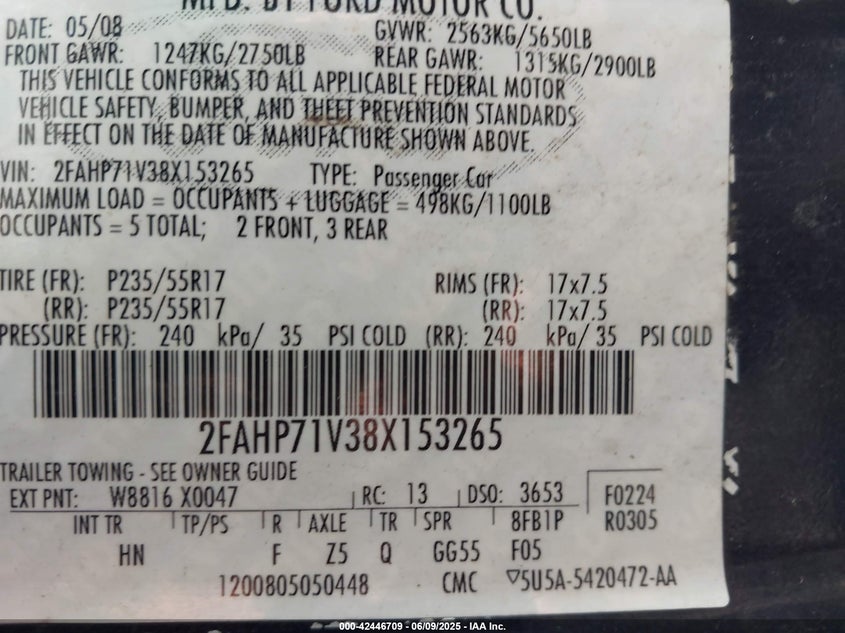 MFD. BY FORD MOTOR CO.
DATE: 05/08 GVWR: 2563KG/5650LB
FRONT GAWR: 1247KG/2750LB REAR GAWR: 1315KG/2900LB
THIS VEHICLE CONFORMS TO ALL APPLICABLE FEDERAL MOTOR
VEHICLE SAFETY, BUMPER, AND THEFT PREVENTION STANDARDS
IN EFFECT ON THE DATE OF MANUFACTURE SHOWN ABOVE.
VIN: 2FAHP71V38X153265 TYPE: Passenger Car
MAXIMUM LOAD = OCCUPANTS + LUGGAGE = 498KG/1100LB
OCCUPANTS = 5 TOTAL; 2 FRONT, 3 REAR
TIRE (FR): P235/55R17 RIMS (FR): 17x7.5
(RR): P235/55R17 (RR): 17x7.5
PRESSURE (FR): 240 kPa/ 35 PSI COLD (RR): 240 kPa/ 35 PSI COLD
2FAHP71V38X153265
TRAILER TOWING - SEE OWNER GUIDE
EXT PNT: W8816 X0047 RC: 13 DSO: 3653 F0224
INT TR TP/PS R AXLE TR SPR 8FB1P R0305
HN F Z5 Q GG55 F05
1200805050448 CMC ▽5U5A-5420472-AA
000-42446709 - 06/09/2025 - IAA Inc.